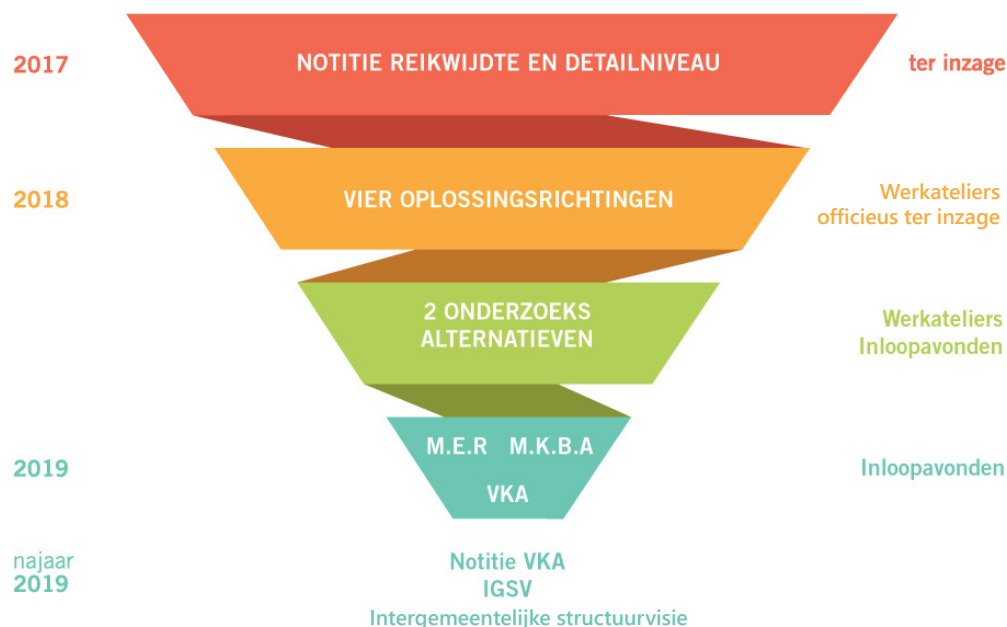 2017
NOTITIE REIKWIJDTE EN DETAILNIVEAU
ter inzage
2018
VIER OPLOSSINGSRICHTINGEN
Werkateliers
officieus ter inzage
2 ONDERZOEKS
ALTERNATIEVEN
Werkateliers
Inloopavonden
2019
M.E.R M.K.B.A
VKA
Inloopavonden
najaar
2019
Notitie VKA
IGSV
Intergemeentelijke structuurvisie